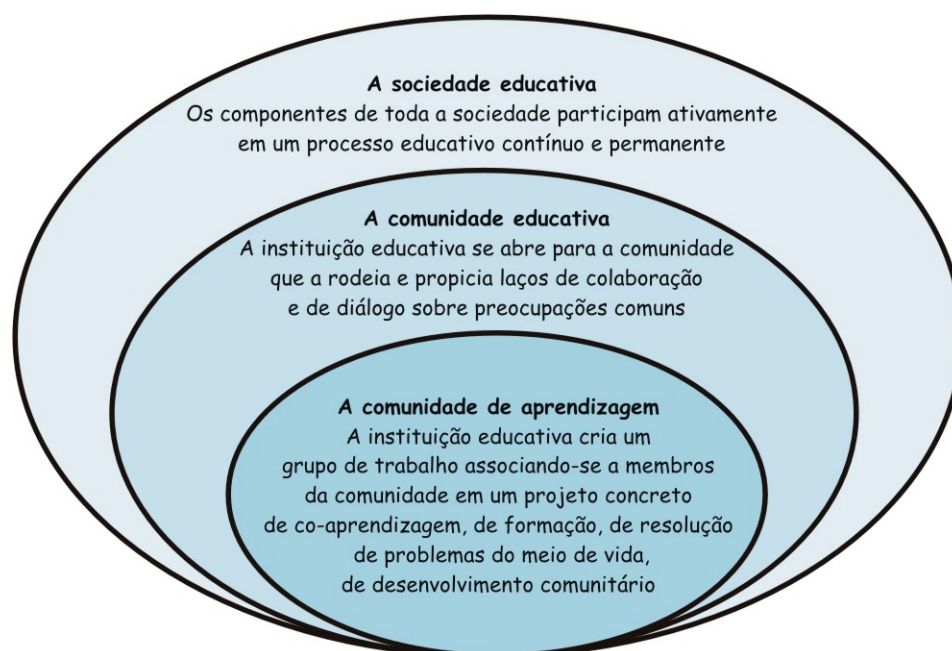 A sociedade educativa
Os componentes de toda a sociedade participam ativamente
em um processo educativo contínuo e permanente
A comunidade educativa
A instituição educativa se abre para a comunidade
que a rodeia e propicia laços de colaboração
e de diálogo sobre preocupações comuns
A comunidade de aprendizagem
A instituição educativa cria um
grupo de trabalho associando-se a membros
da comunidade em um projeto concreto
de co-aprendizagem, de formação, de resolução
de problemas do meio de vida,
de desenvolvimento comunitário